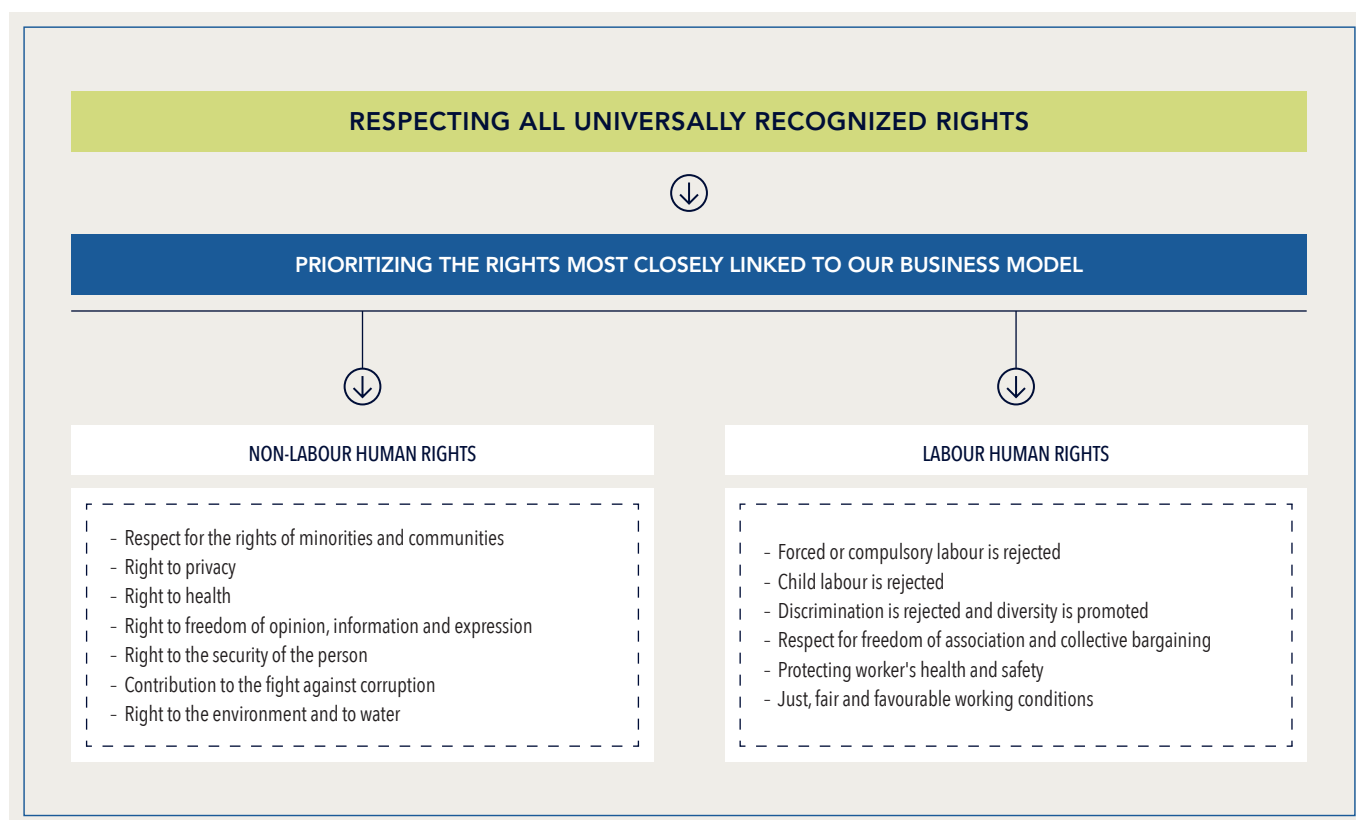 RESPECTING ALL UNIVERSALLY RECOGNIZED RIGHTS
PRIORITIZING THE RIGHTS MOST CLOSELY LINKED TO OUR BUSINESS MODEL
NON-LABOUR HUMAN RIGHTS
– Respect for the rights of minorities and communities
– Right to privacy
– Right to health
– Right to freedom of opinion, information and expression
– Right to the security of the person
– Contribution to the fight against corruption
– Right to the environment and to water
LABOUR HUMAN RIGHTS
– Forced or compulsory labour is rejected
– Child labour is rejected
– Discrimination is rejected and diversity is promoted
– Respect for freedom of association and collective bargaining
– Protecting worker's health and safety
– Just, fair and favourable working conditions